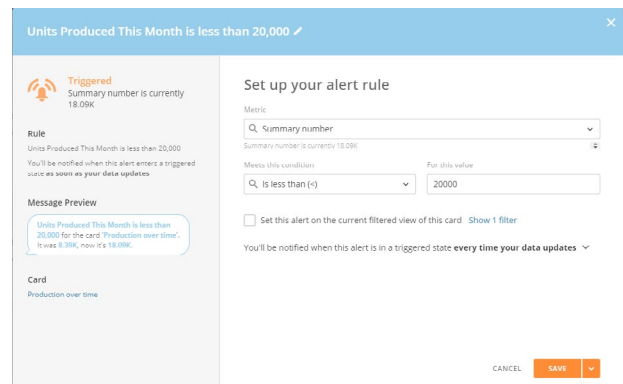 Units Produced This Month is less than 20,000
Triggered
Summary number is currently
18.09K
Rule
Units Produced This Month is less than 20,000
You'll be notified when this alert enters a triggered
state as soon as your data updates
Message Preview
Units Produced This Month is less than
20,000 for the card 'Production over time'.
It was 8.39K, now it's 18.09K.
Card
Production over time
Set up your alert rule
Metric
Summary number
Summary number is currently 18.09K
Meets this condition
For this value
Is less than (<)
20000
Set this alert on the current filtered view of this card Show 1 filter
You'll be notified when this alert is in a triggered state every time your data updates
CANCEL
SAVE